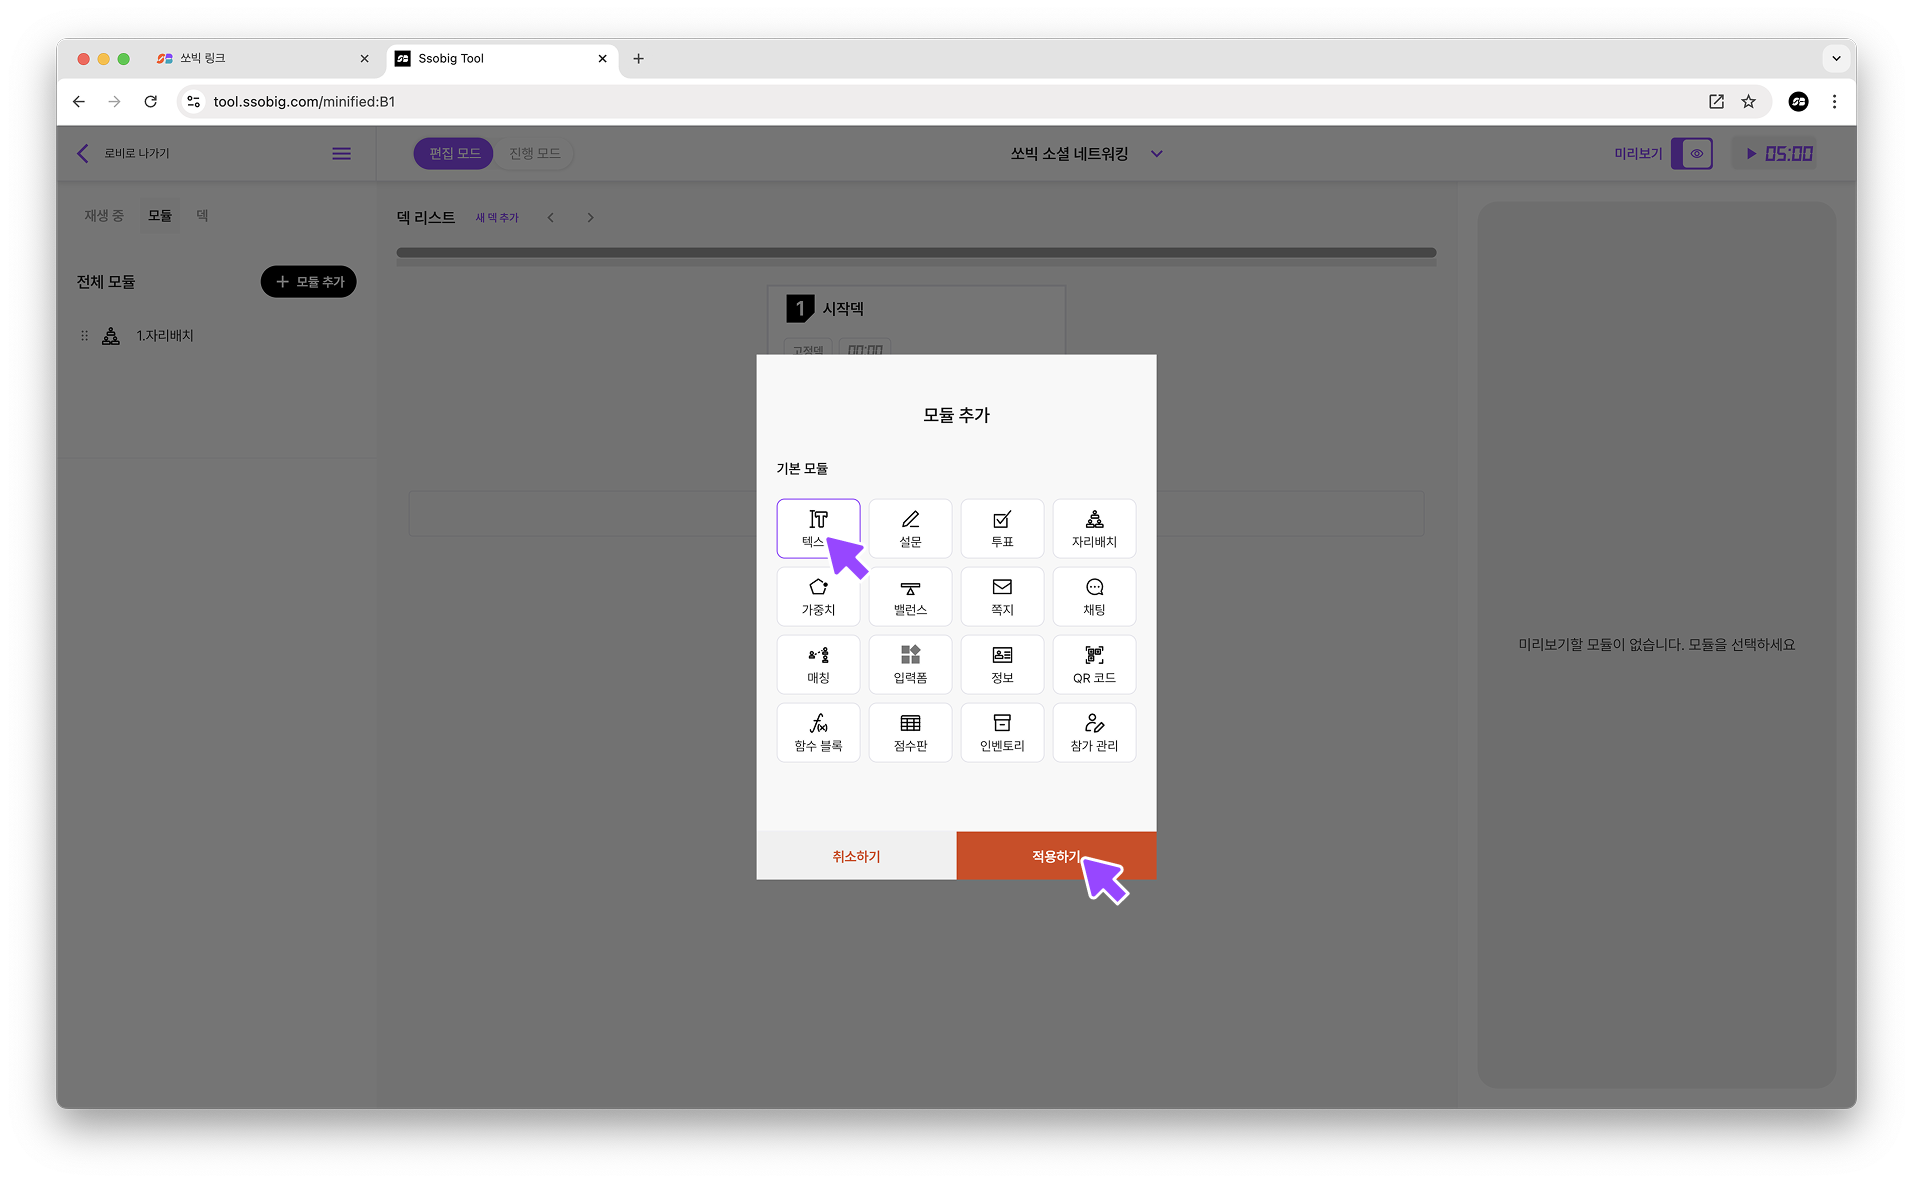 쏘빅 링크
Ssobig Tool
tool.ssobig.com/minified:B1
로비로 나가기
편집 모드
진행 모드
쏘빅 소셜 네트워킹
미리보기
05:00
재생 중
모듈
덱
덱 리스트
새 덱 추가
전체 모듈
모듈 추가
1.자리배치
1 시작덱
고정덱
00:00
모듈 추가
기본 모듈
설문
투표
자리배치
가중치
밸런스
쪽지
채팅
매칭
입력폼
정보
QR 코드
함수 블록
점수판
인벤토리
참가 관리
취소하기
적용하기
미리보기할 모듈이 없습니다. 모듈을 선택하세요